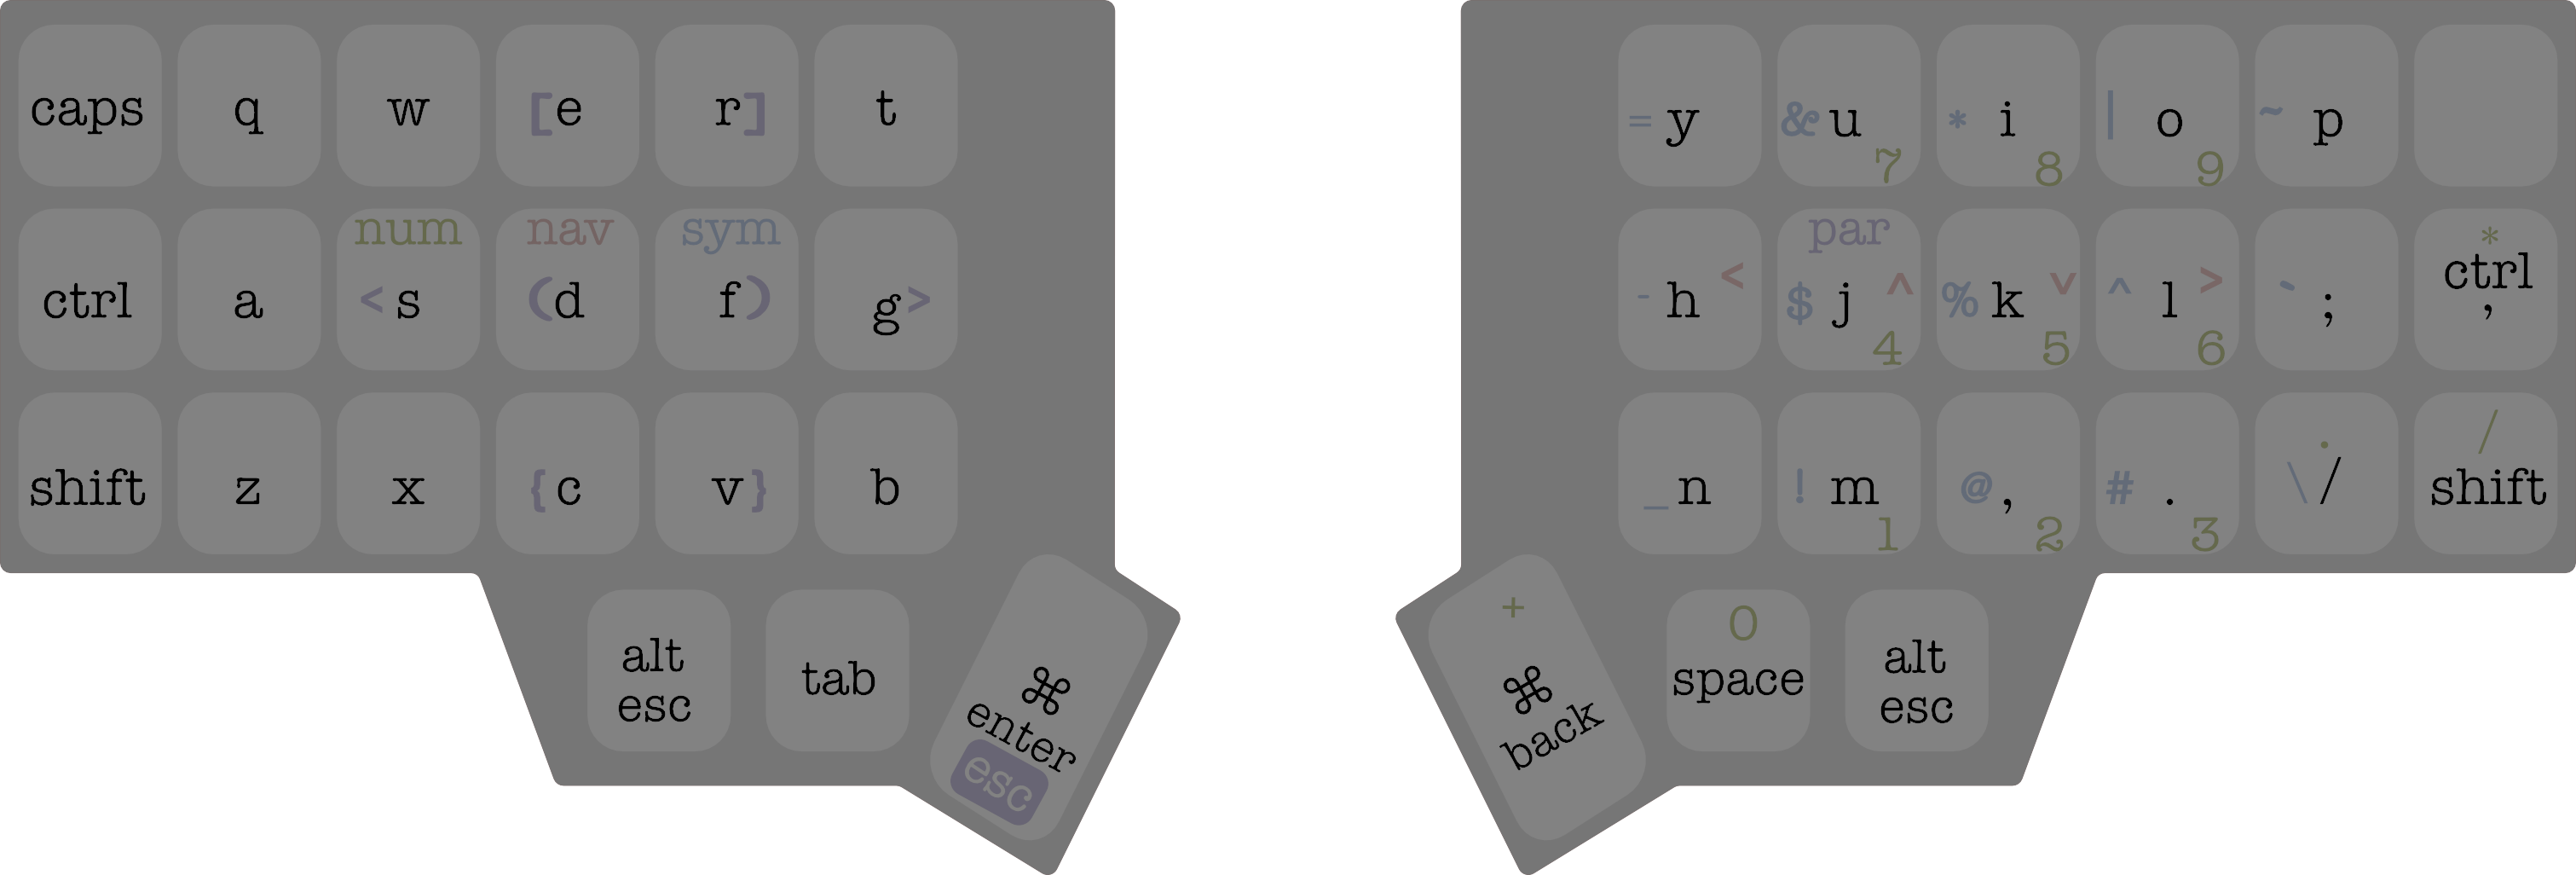 caps q w [ e r ] t = y & u 7 * i 8 | o 9 ~ p
num nav sym par
ctrl a < s ( d f ) g > - h < $ j ^ 4 % k v 5 ^ l > 6 ` ; * ctrl '
shift z x { c v } b _ n ! m 1 @ , 2 # . 3 \ / . / shift
alt
esc
tab
⌘
enter
esc
+
⌘
back
0
space
alt
esc